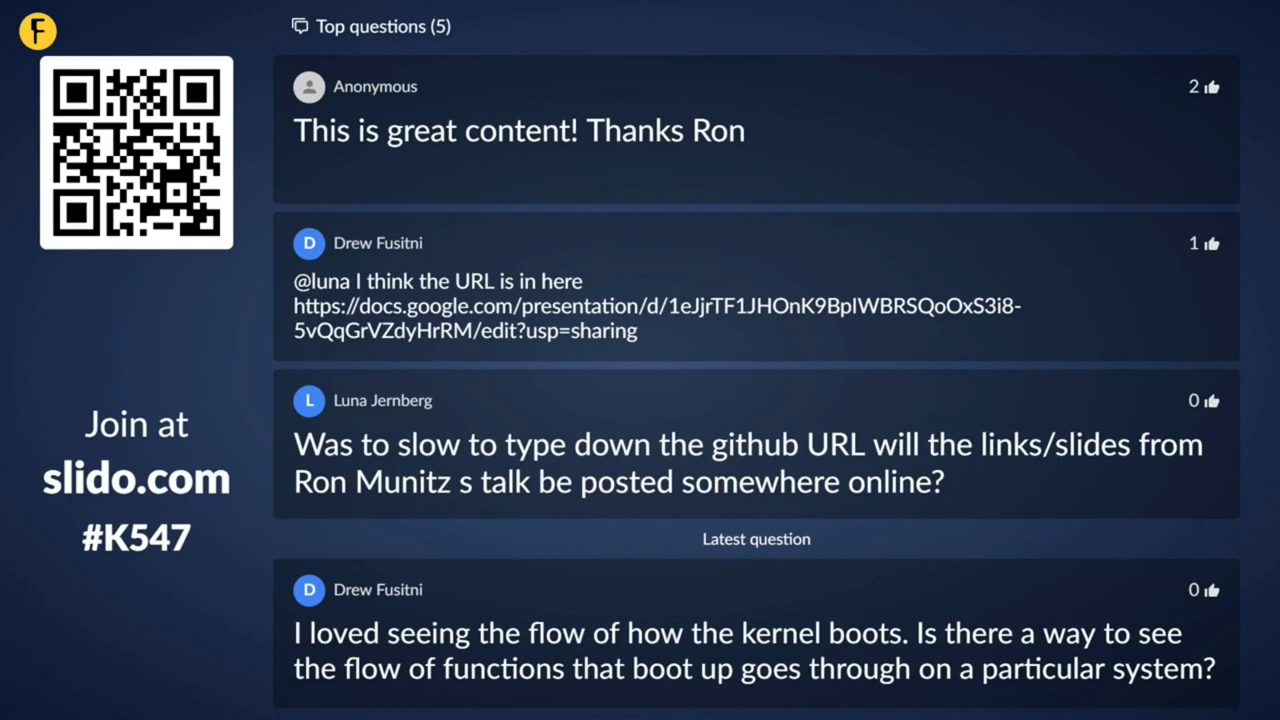 F
Top questions (5)
Anonymous
2
This is great content! Thanks Ron
D
Drew Fusitni
1
@luna I think the URL is in here
https://docs.google.com/presentation/d/1eJjrTF1JHOnK9BplWBRSQoOxS3i8-
5vQqGrVZdyHrRM/edit?usp=sharing
L
Luna Jernberg
0
Was to slow to type down the github URL will the links/slides from
Ron Munitz s talk be posted somewhere online?
Join at
slido.com
#K547
Latest question
D
Drew Fusitni
0
I loved seeing the flow of how the kernel boots. Is there a way to see
the flow of functions that boot up goes through on a particular system?